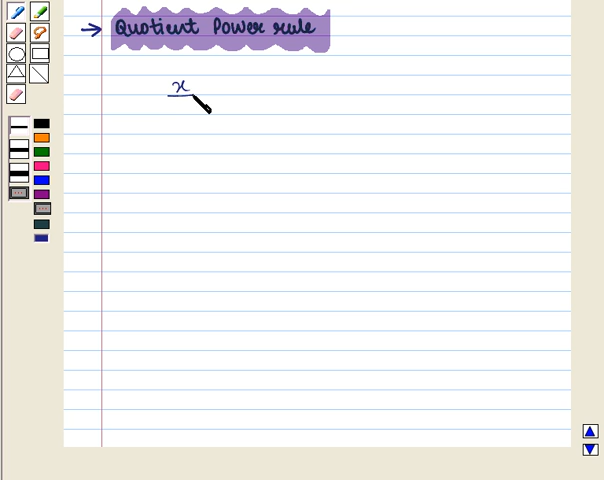 → Quotient Power rule
x